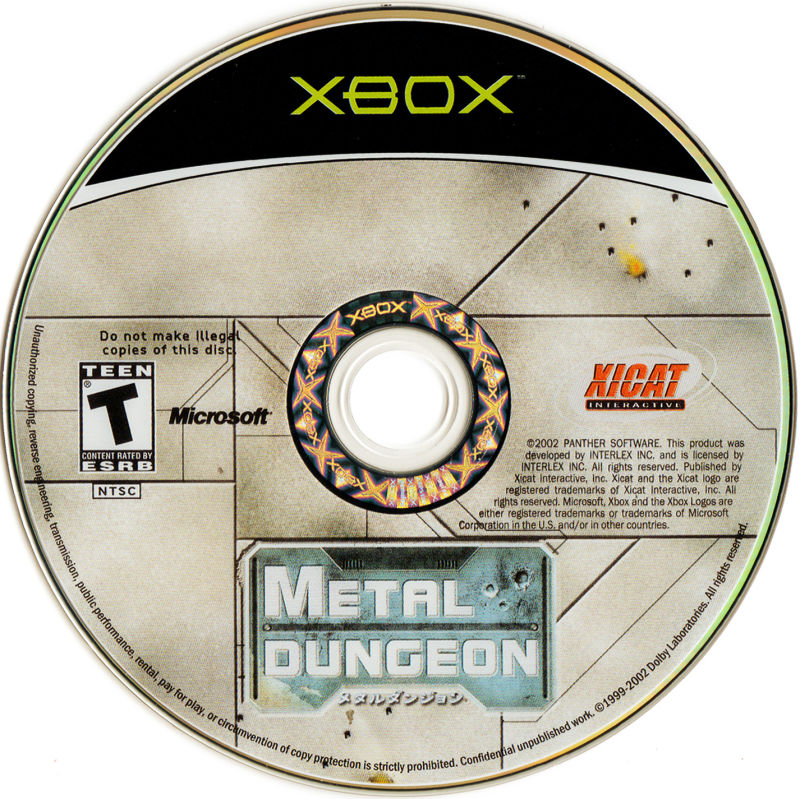 XBOX™
XBOX
Do not make illegal
copies of this disc.
TEEN
®
T
CONTENT RATED BY
ESRB
NTSC
Microsoft®
XICAT
INTERACTIVE
©2002 PANTHER SOFTWARE. This product was
developed by INTERLEX INC. and is licensed by
INTERLEX INC. All rights reserved. Published by
Xicat Interactive, Inc. Xicat and the Xicat logo are
registered trademarks of Xicat Interactive, Inc. All
rights reserved. Microsoft, Xbox and the Xbox Logos are
either registered trademarks or trademarks of Microsoft
Corporation in the U.S. and/or in other countries.
METAL
DUNGEON
メタルダンジョン
Unauthorized copying, reverse engineering, transmission, public performance, rental, pay for play, or circumvention of copy protection is strictly prohibited. Confidential unpublished work. ©1999-2002 Dolby Laboratories. All rights reserved.